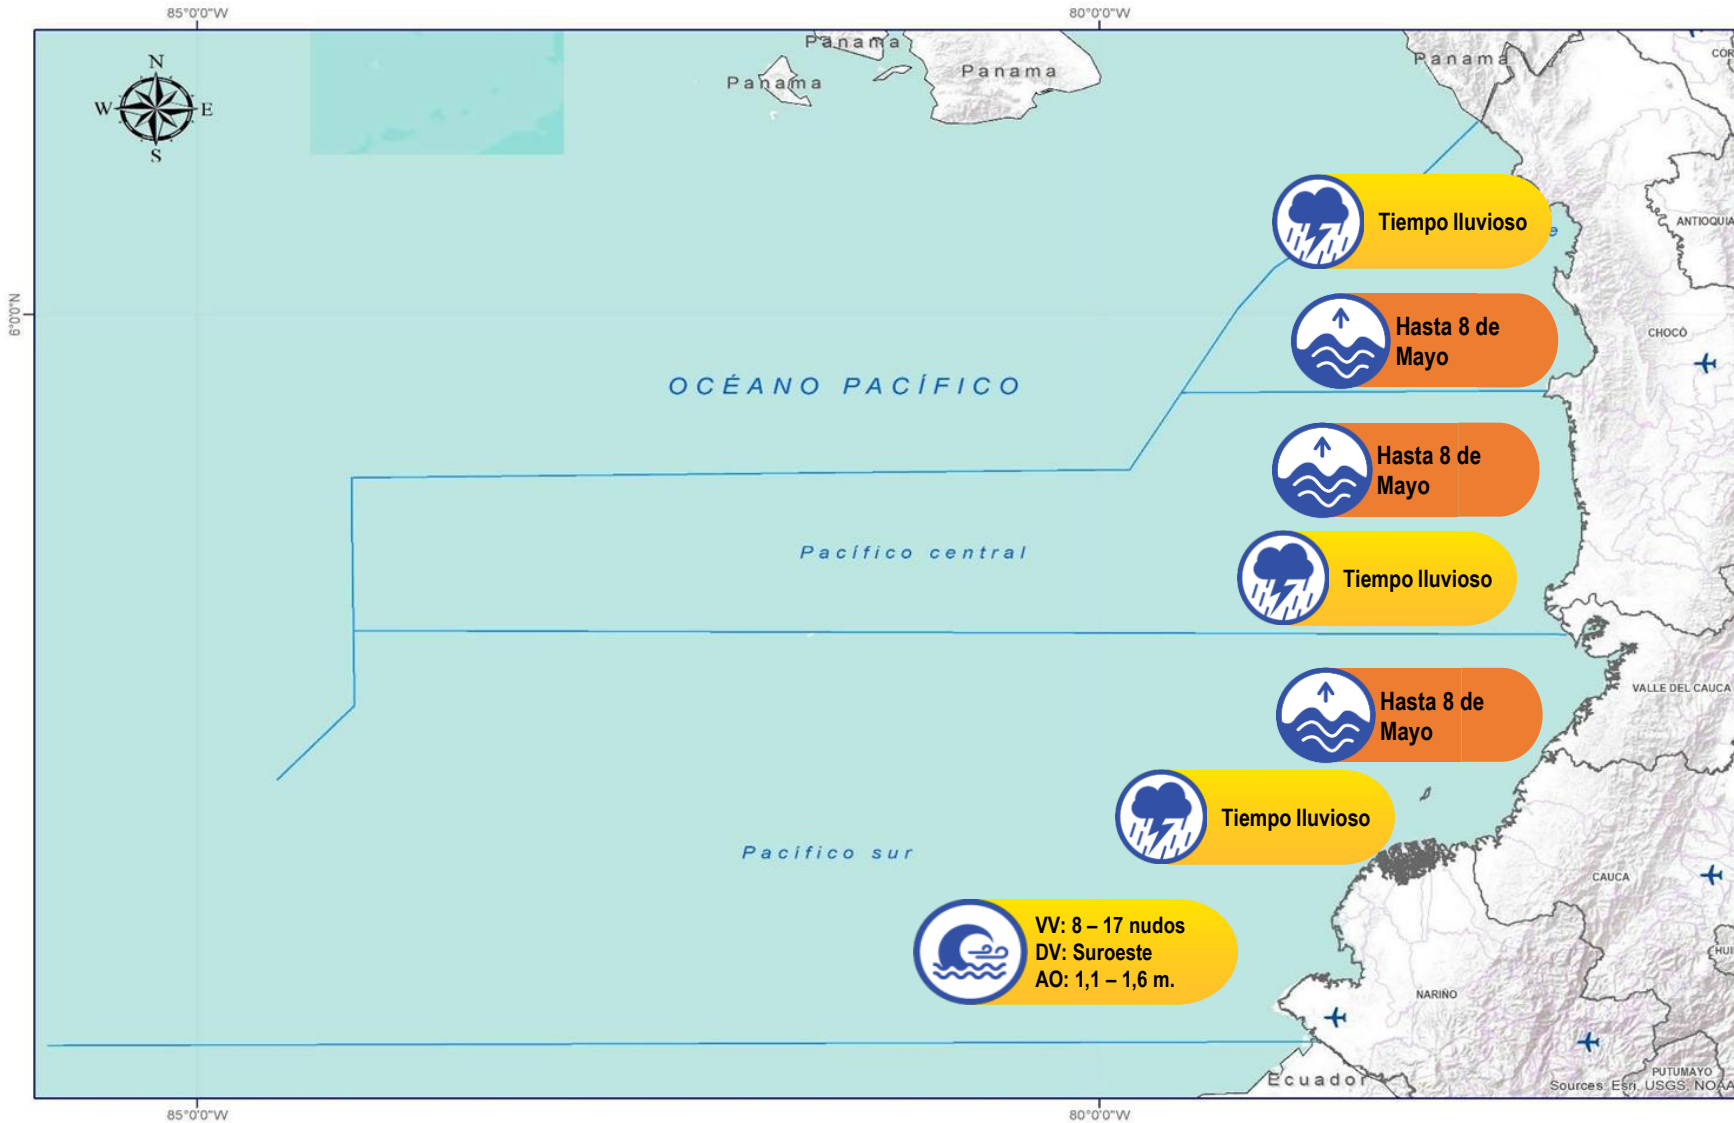 85°0'0"W
80°0'0"W
N
W
E
S
Panama
Panama
Panama
Panama
CÓR
ANTIOQUIA
Tiempo lluvioso
e
6°0'0"N
Hasta 8 de
Mayo
CHOCÓ
OCÉANO PACÍFICO
Hasta 8 de
Mayo
Pacífico central
Tiempo lluvioso
VALLE DEL CAUCA
Hasta 8 de
Mayo
Tiempo lluvioso
Pacífico sur
CAUCA
VV: 8 – 17 nudos
DV: Suroeste
AO: 1,1 – 1,6 m.
HUI
NARIÑO
PUTUMAYO
Ecuador
Sources: Esri, USGS, NOAA
85°0'0"W
80°0'0"W